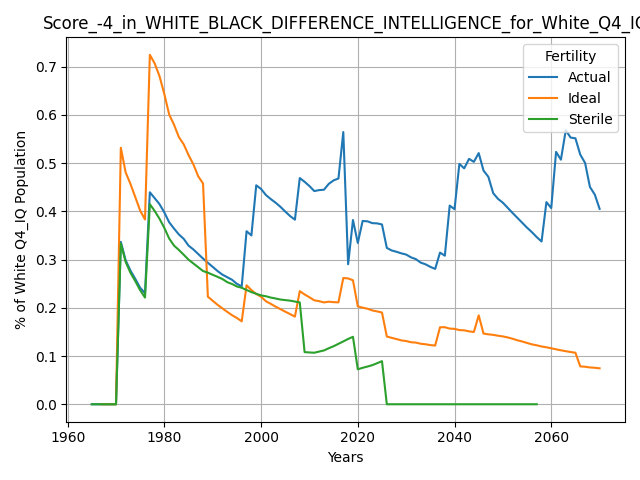 Score_-4_in_WHITE_BLACK_DIFFERENCE_INTELLIGENCE_for_White_Q4_IQ
Fertility
Actual
Ideal
Sterile
% of White Q4_IQ Population
0.7
0.6
0.5
0.4
0.3
0.2
0.1
0.0
1960 1980 2000 2020 2040 2060
Years